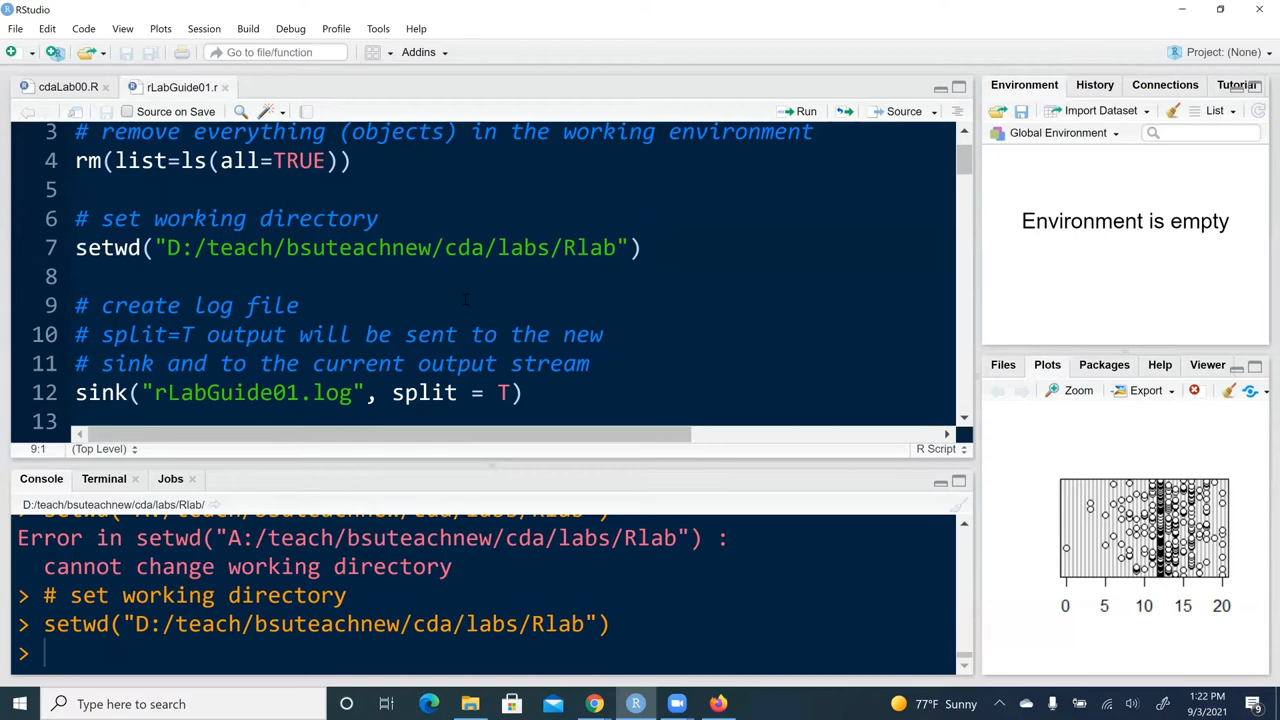 RStudio
File Edit Code View Plots Session Build Debug Profile Tools Help
Go to file/function Addins Project: (None)
cdaLab00.R rLabGuide01.r
Source on Save Run Source
3 # remove everything (objects) in the working environment
4 rm(list=ls(all=TRUE))
5
6 # set working directory
7 setwd("D:/teach/bsuteachnew/cda/labs/Rlab")
8
9 # create log file
10 # split=T output will be sent to the new
11 # sink and to the current output stream
12 sink("rLabGuide01.log", split = T)
13
9:1 (Top Level) R Script
Console Terminal Jobs
D:/teach/bsuteachnew/cda/labs/Rlab/
Error in setwd("A:/teach/bsuteachnew/cda/labs/Rlab") :
cannot change working directory
> # set working directory
> setwd("D:/teach/bsuteachnew/cda/labs/Rlab")
>
Environment History Connections Tutorial
Import Dataset List
Global Environment
Environment is empty
Files Plots Packages Help Viewer
Zoom Export
0 5 10 15 20
Type here to search
77°F Sunny
1:22 PM
9/3/2021